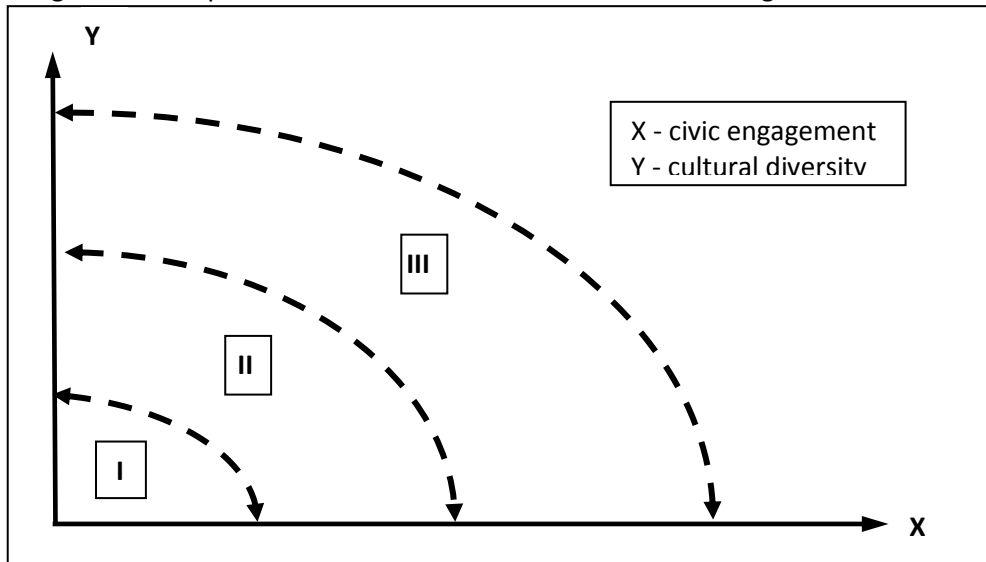 Y
X - civic engagement
Y - cultural diversity
III
II
I
X